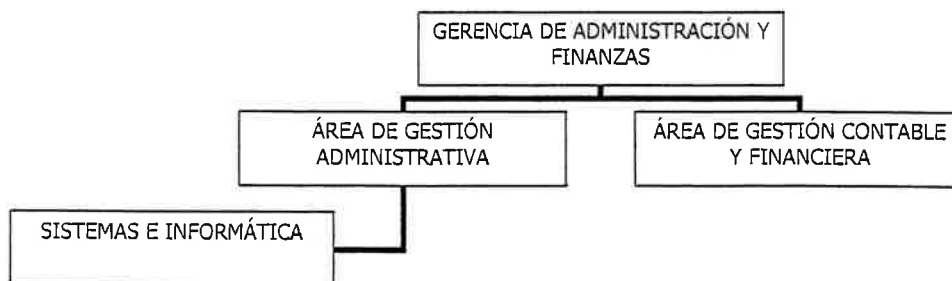 GERENCIA DE ADMINISTRACIÓN Y
FINANZAS
ÁREA DE GESTIÓN
ADMINISTRATIVA
ÁREA DE GESTIÓN CONTABLE
Y FINANCIERA
SISTEMAS E INFORMÁTICA